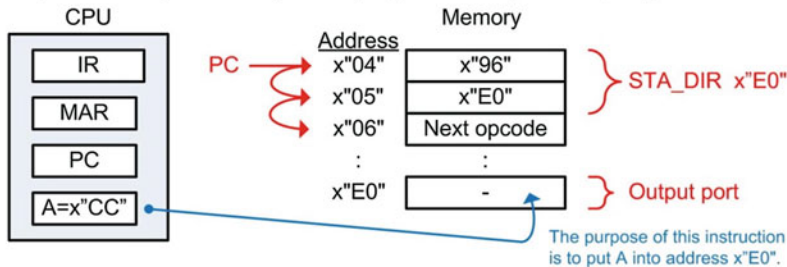 CPU
Memory
Address
IR
PC
x"04"
x"96"
STA_DIR x"E0"
x"05"
x"E0"
MAR
x"06"
Next opcode
PC
:
:
A=x"CC"
x"E0"
-
Output port
The purpose of this instruction
is to put A into address x"E0".